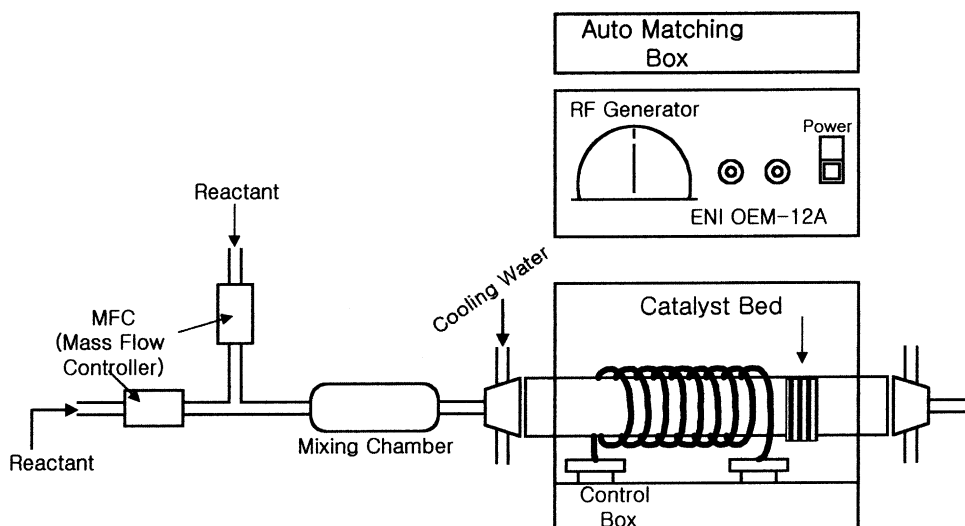 Auto Matching
Box
RF Generator
Power
ENI OEM-12A
Reactant
Cooling Water
Catalyst Bed
MFC
(Mass Flow
Controller)
Mixing Chamber
Reactant
Control
Box